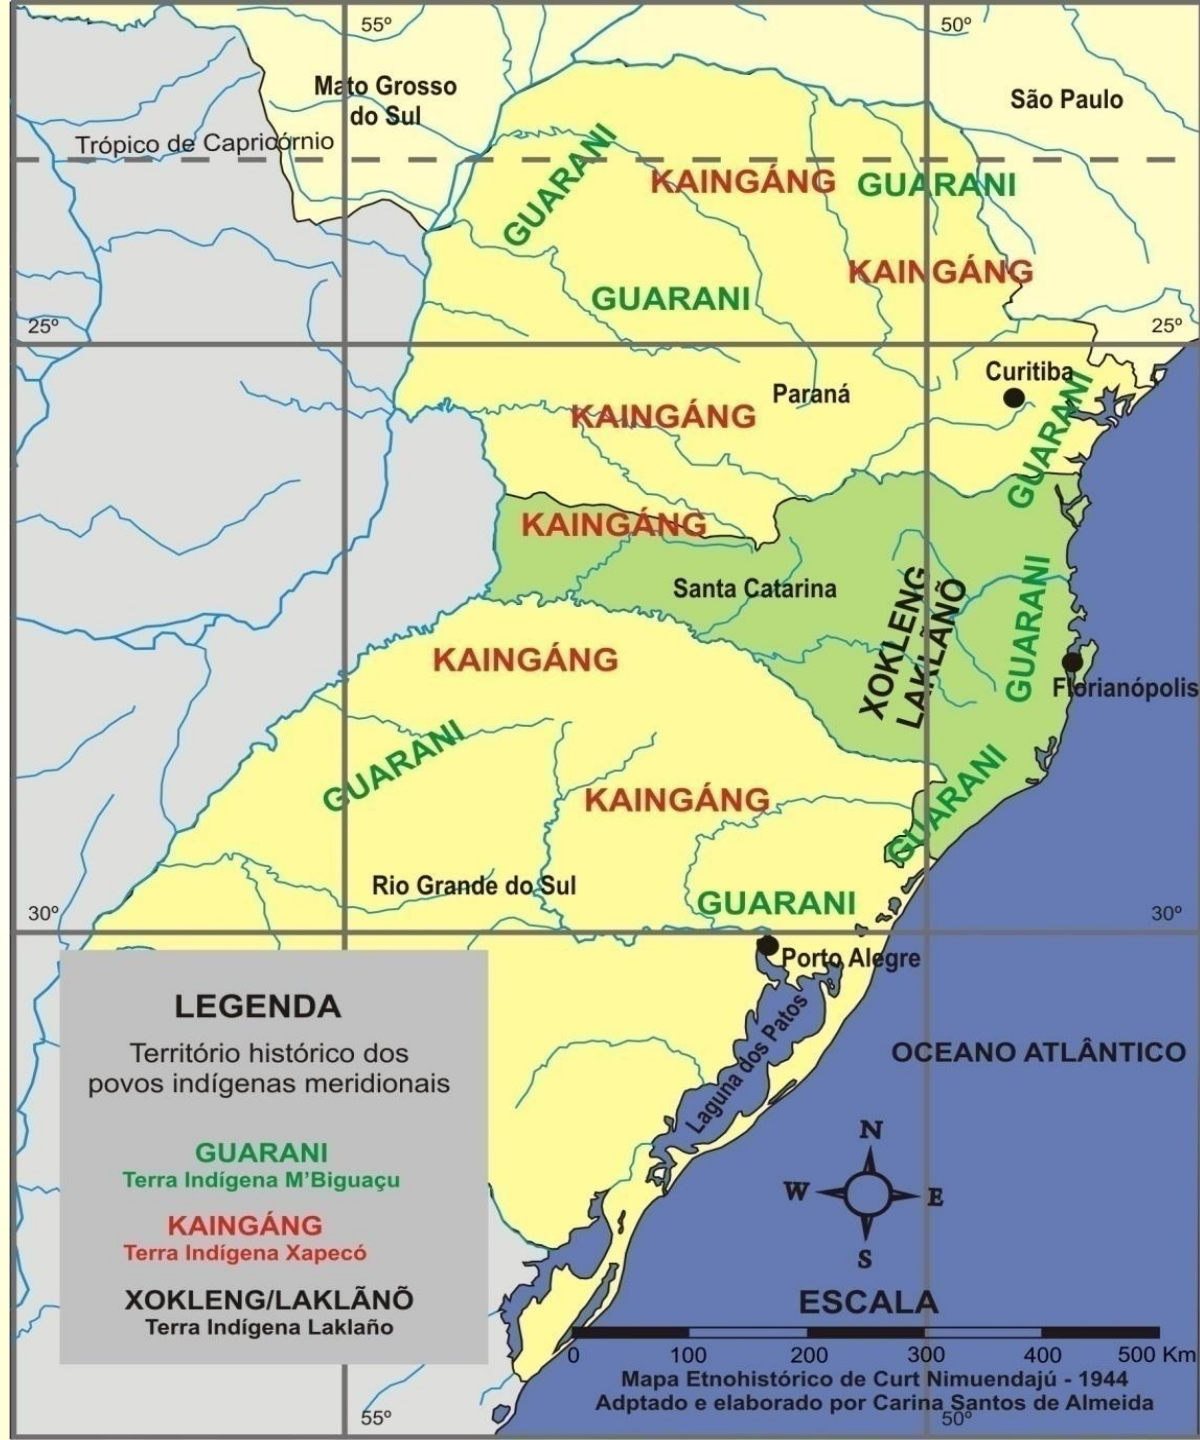 55º
50º
Mato Grosso
do Sul
São Paulo
Trópico de Capricórnio
GUARANI
KAINGÁNG
GUARANI
KAINGÁNG
GUARANI
25º
25º
Curitiba
Paraná
KAINGÁNG
GUARANI
KAINGÁNG
Santa Catarina
XOKLENG
LAKLÃNÕ
GUARANI
KAINGÁNG
Florianópolis
GUARANI
KAINGÁNG
GUARANI
Rio Grande do Sul
GUARANI
30º
30º
Porto Alegre
Laguna dos Patos
OCEANO ATLÂNTICO
LEGENDA
Território histórico dos
povos indígenas meridionais
GUARANI
Terra Indígena M'Biguaçu
KAINGÁNG
Terra Indígena Xapecó
XOKLENG/LAKLÃNÕ
Terra Indígena Laklaño
N
W
E
S
ESCALA
0 100 200 300 400 500 Km
Mapa Etnohistórico de Curt Nimuendajú - 1944
Adptado e elaborado por Carina Santos de Almeida
55º
50º